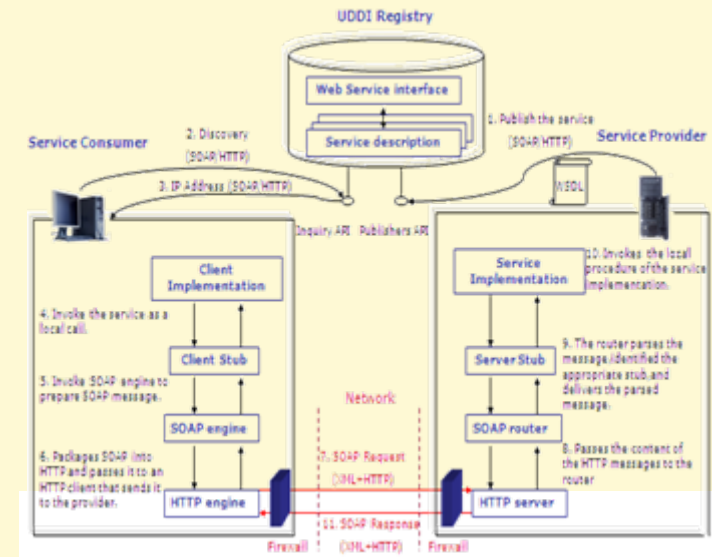 UDDI Registry
Web Service interface
Service description
Service Consumer
2. Discovery
(SOAP/HTTP)
3. IP Address (SOAP/HTTP)
1. Publish the service
(SOAP/HTTP)
Service Provider
WSDL
Inquiry API
Publishers API
Client
Implementation
4. Invoke the service as a
local call.
Client Stub
5. Invoke SOAP engine to
prepare SOAP message.
SOAP engine
6. Packages SOAP into
HTTP and passes it to an
HTTP client that sends it
to the provider.
HTTP engine
Network
7. SOAP Request
(XML+HTTP)
11. SOAP Response
(XML+HTTP)
Firewall
Firewall
Service
Implementation
10. Invokes the local
procedure of the service
implementation.
Server Stub
9. The router parses the
message,identified the
appropriate stub,and
delivers the parsed
message.
SOAP router
8. Passes the content of
the HTTP messages to the
router
HTTP server